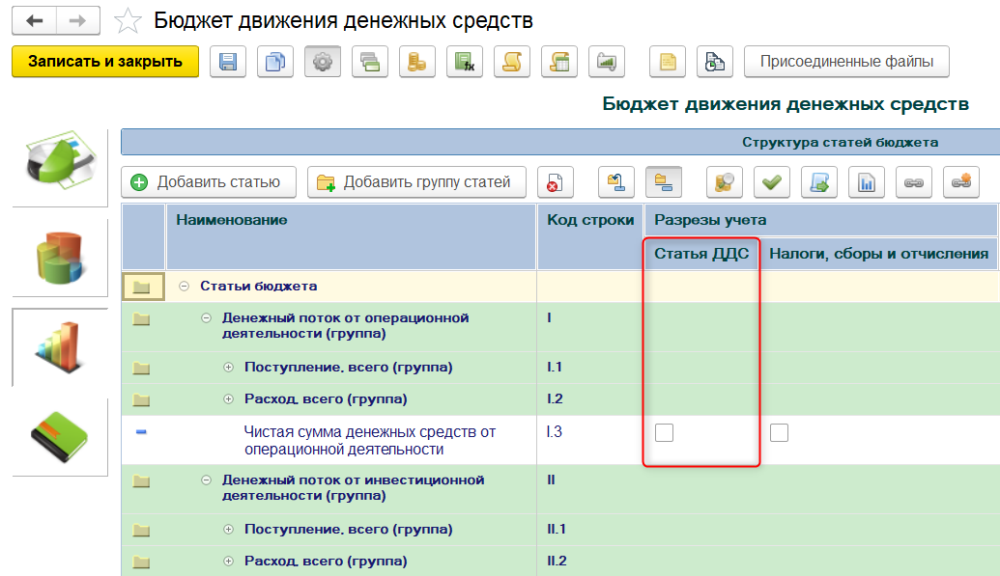 Бюджет движения денежных средств
Записать и закрыть
fx
Присоединенные файлы
Бюджет движения денежных средств
Структура статей бюджета
Добавить статью
Добавить группу статей
Наименование
Код строки
Разрезы учета
Статья ДДС
Налоги, сборы и отчисления
Статьи бюджета
Денежный поток от операционной
деятельности (группа)
I
Поступление, всего (группа)
I.1
Расход, всего (группа)
I.2
Чистая сумма денежных средств от
операционной деятельности
I.3
Денежный поток от инвестиционной
деятельности (группа)
II
Поступление, всего (группа)
II.1
Расход, всего (группа)
II.2